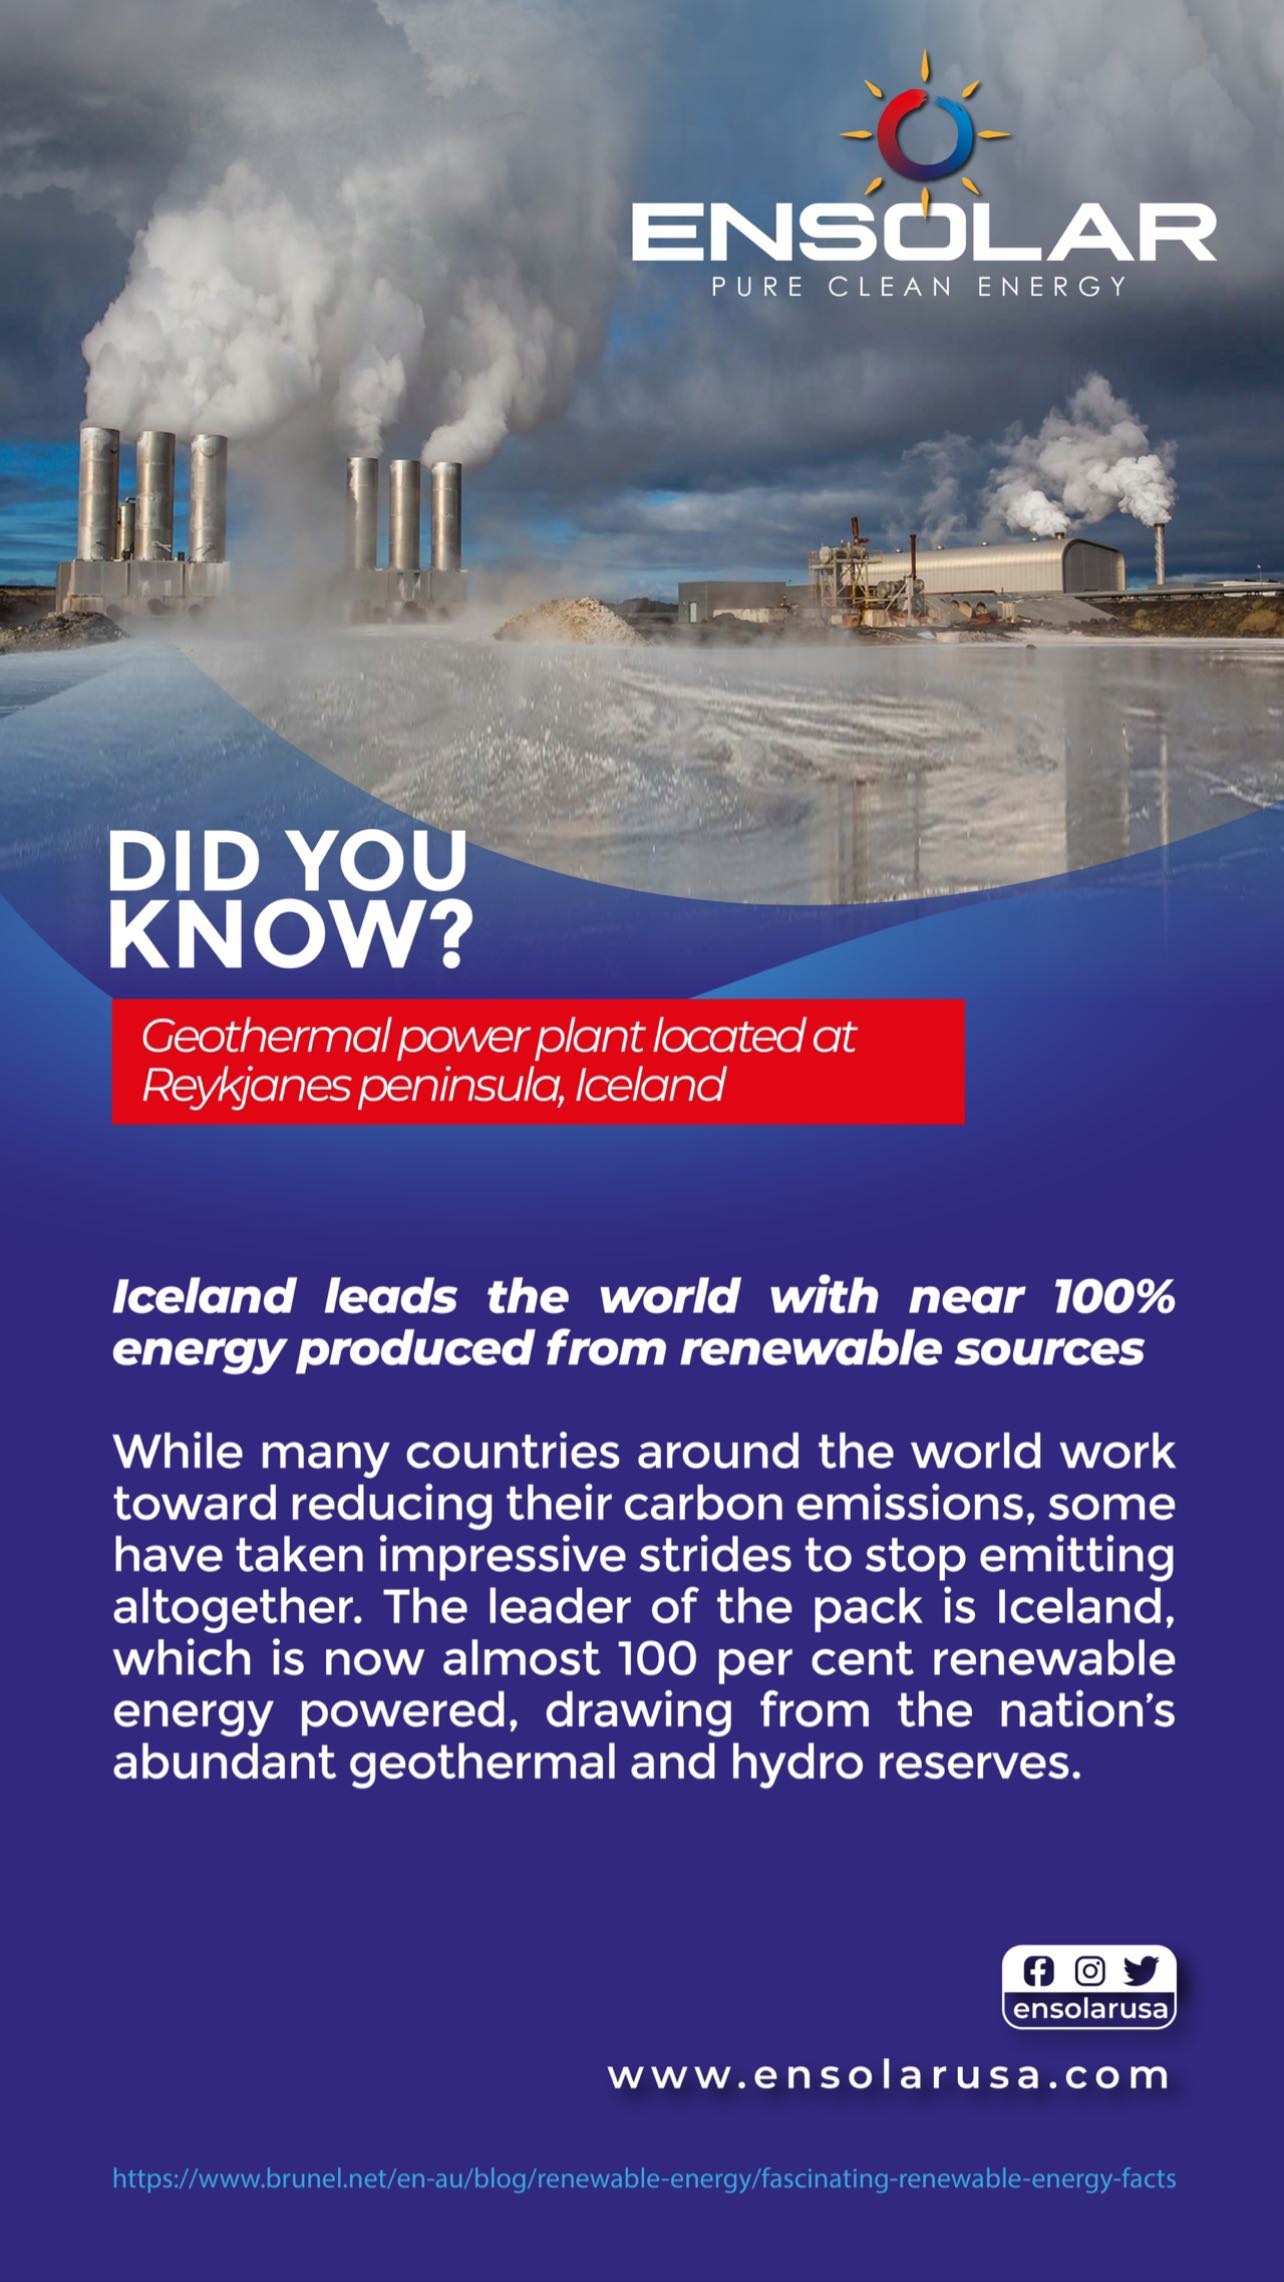 ENSOLAR
PURE CLEAN ENERGY
DID YOU
KNOW?
Geothermal power plant located at
Reykjanes peninsula, Iceland
Iceland leads the world with near 100%
energy produced from renewable sources
While many countries around the world work
toward reducing their carbon emissions, some
have taken impressive strides to stop emitting
altogether. The leader of the pack is Iceland,
which is now almost 100 per cent renewable
energy powered, drawing from the nation’s
abundant geothermal and hydro reserves.
ensolarusa
www.ensolarusa.com
https://www.brunel.net/en-au/blog/renewable-energy/fascinating-renewable-energy-facts